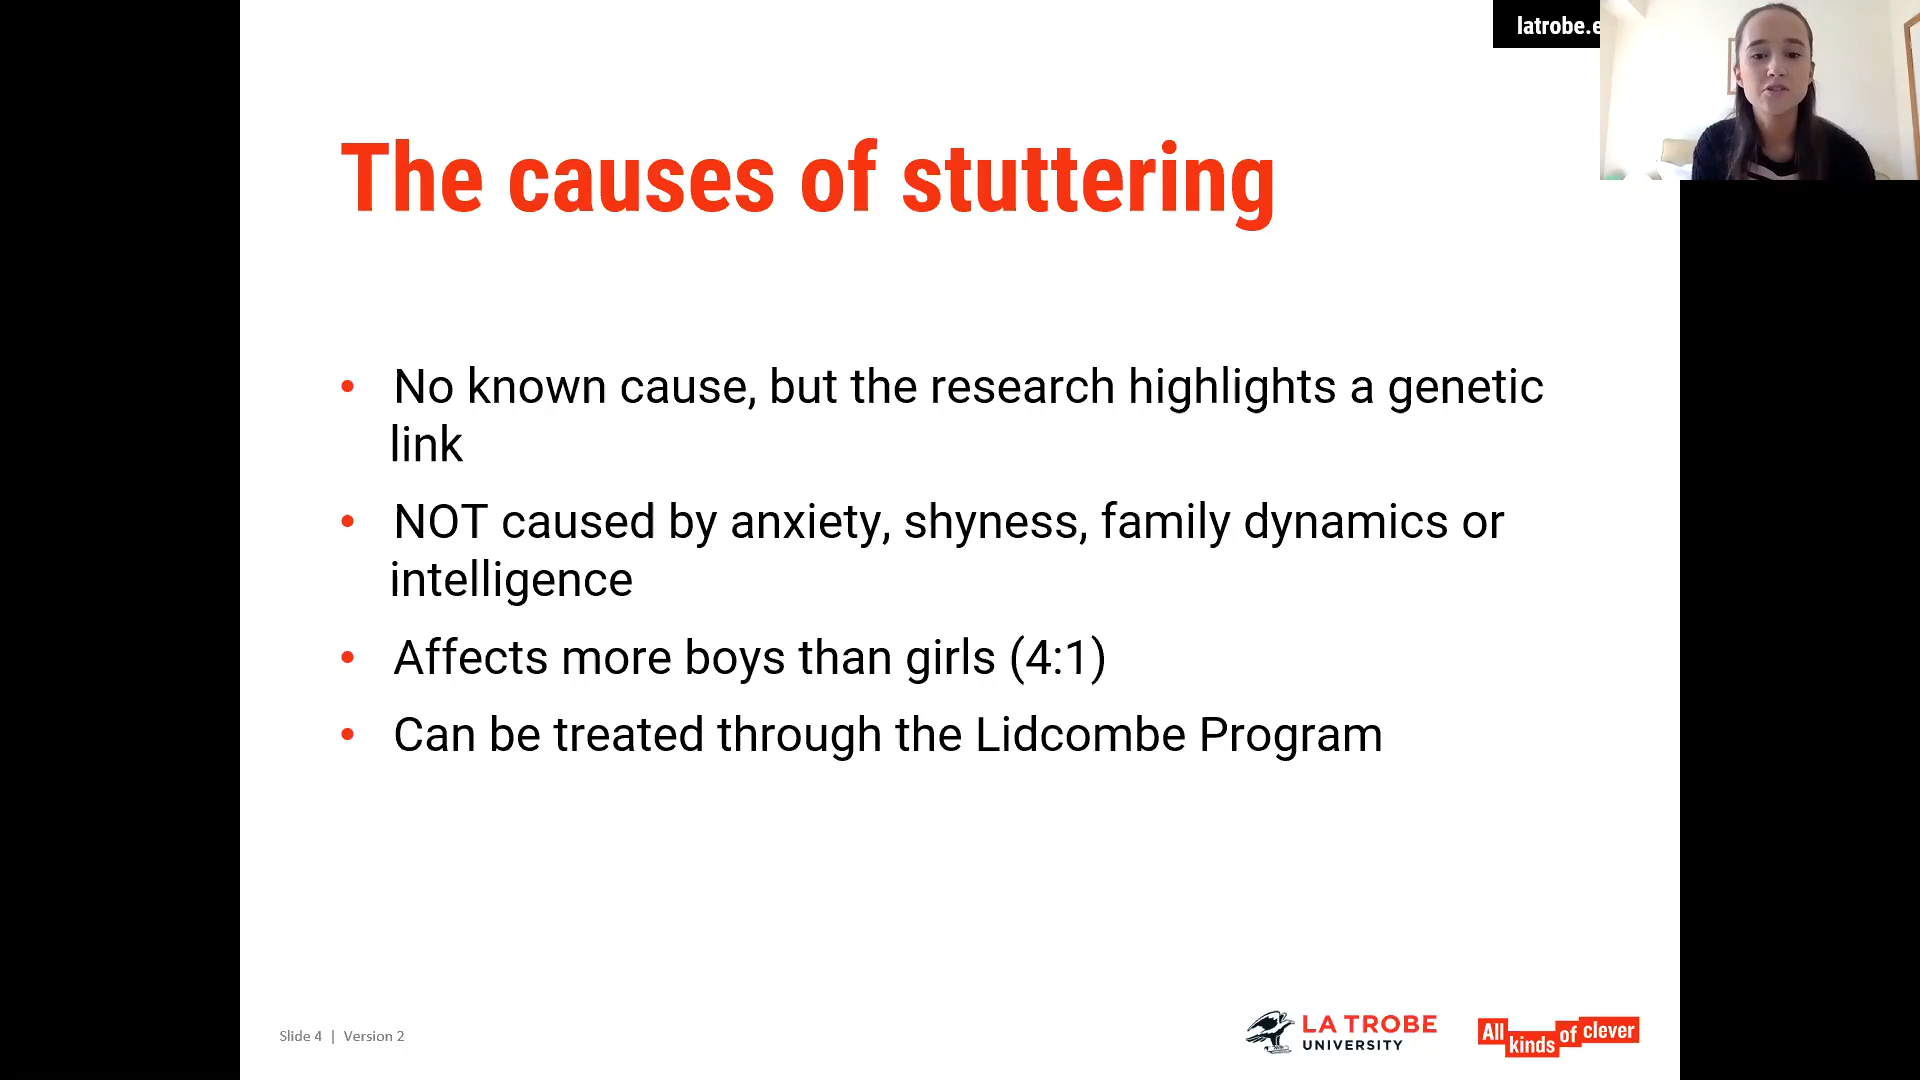 latrobe.e
The causes of stuttering
• No known cause, but the research highlights a genetic
link
• NOT caused by anxiety, shyness, family dynamics or
intelligence
• Affects more boys than girls (4:1)
• Can be treated through the Lidcombe Program
Slide 4 | Version 2
LA TROBE
UNIVERSITY
All kinds of clever